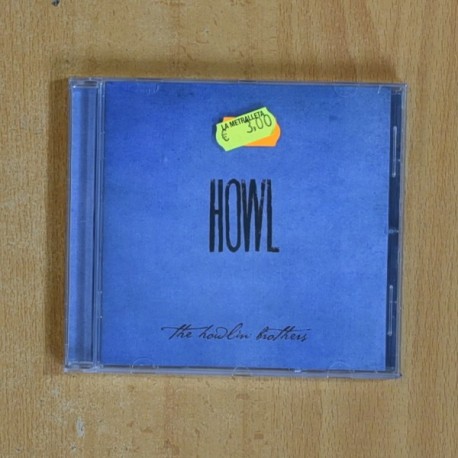 LA METRALLETA
€ 3.00
HOWL
the howlin brothers